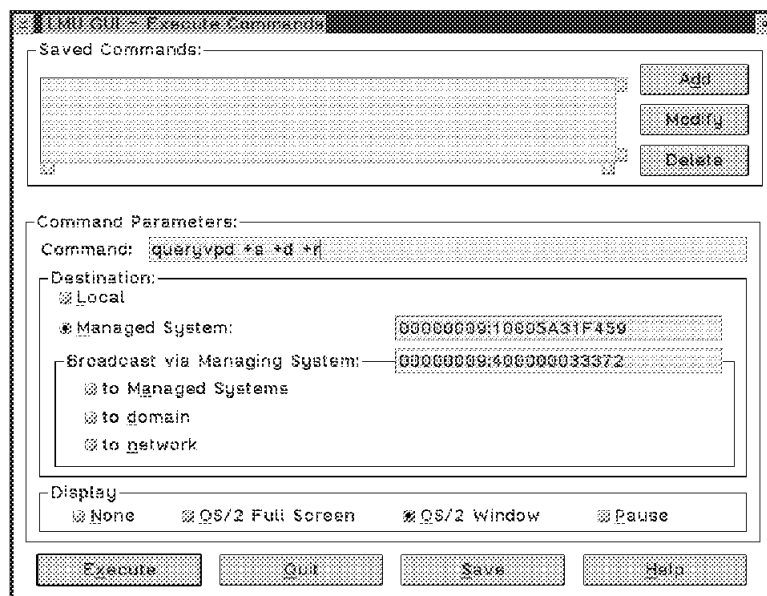 LMU GUI - Execute Commands
Saved Commands:
Add
Modify
Delete
Command Parameters:
Command: queryvpd +s +d +r
Destination:
Local
Managed System: 00000009:10005A31F459
Broadcast via Managing System: 00000009:400000033372
to Managed Systems
to domain
to network
Display
None OS/2 Full Screen OS/2 Window Pause
Execute Quit Save Help